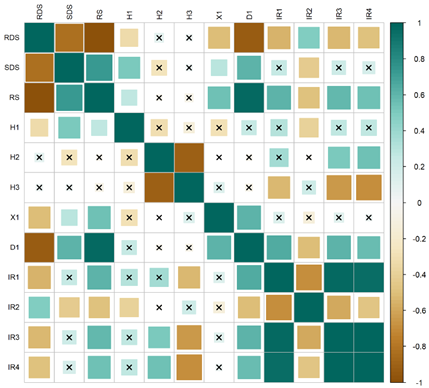 RDS SDS RS H1 H2 H3 X1 D1 IR1 IR2 IR3 IR4
1
RDS
0.8
SDS
0.6
RS
0.4
H1
0.2
H2
0
H3
-0.2
X1
-0.4
D1
IR1
-0.6
IR2
-0.8
IR3
IR4
-1